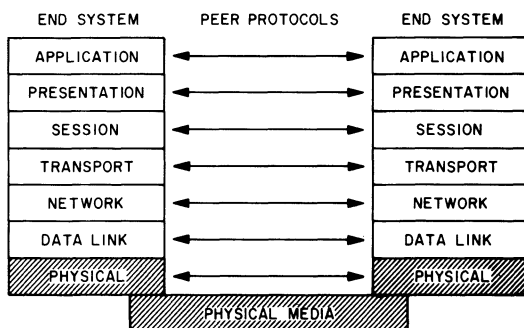 END SYSTEM PEER PROTOCOLS END SYSTEM
APPLICATION APPLICATION
PRESENTATION PRESENTATION
SESSION SESSION
TRANSPORT TRANSPORT
NETWORK NETWORK
DATA LINK DATA LINK
PHYSICAL PHYSICAL
PHYSICAL MEDIA